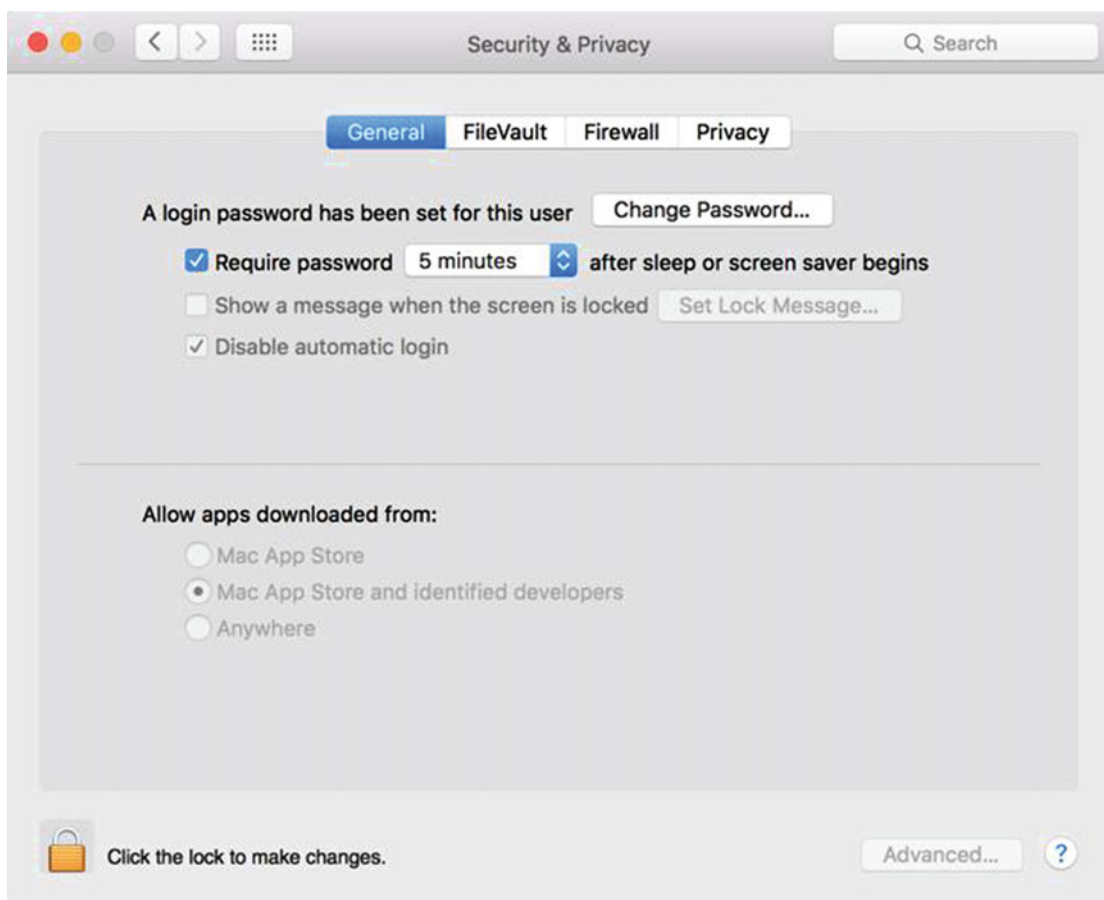 Security & Privacy
Search
General FileVault Firewall Privacy
A login password has been set for this user Change Password...
Require password 5 minutes after sleep or screen saver begins
Show a message when the screen is locked Set Lock Message...
Disable automatic login
Allow apps downloaded from:
Mac App Store
Mac App Store and identified developers
Anywhere
Click the lock to make changes.
Advanced... ?